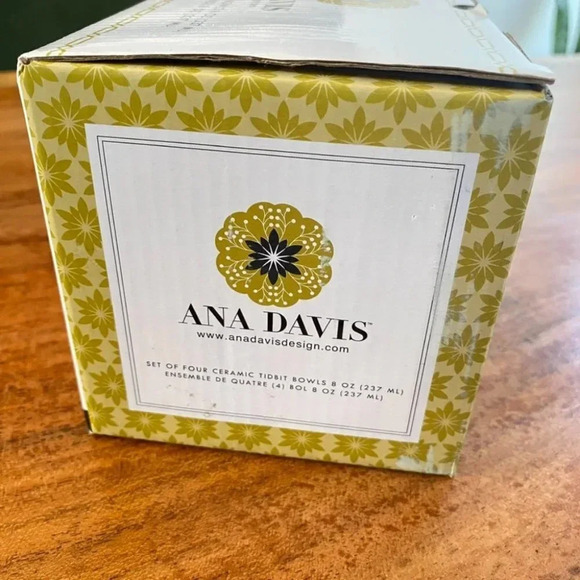 ANA DAVIS™
www.anadavisdesign.com
SET OF FOUR CERAMIC TIDBIT BOWLS 8 OZ (237 ML)
ENSEMBLE DE QUATRE (4) BOL 8 OZ (237 ML)